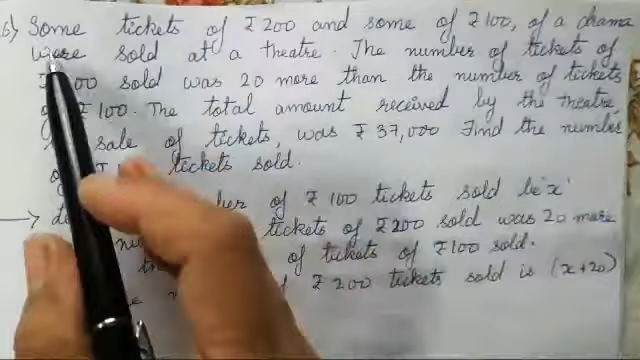 6) Some tickets of ₹200 and some of ₹100, of a drama
were sold at a theatre. The number of tickets of
00 sold was 20 more than the number of tickets
₹100. The total amount received by the theatre
sale of tickets, was ₹37,000 Find the number
tickets sold.
of ₹100 tickets sold be 'x'
tickets of ₹200 sold was 20 more
of tickets of ₹100 sold.
₹200 tickets sold is (x+20)